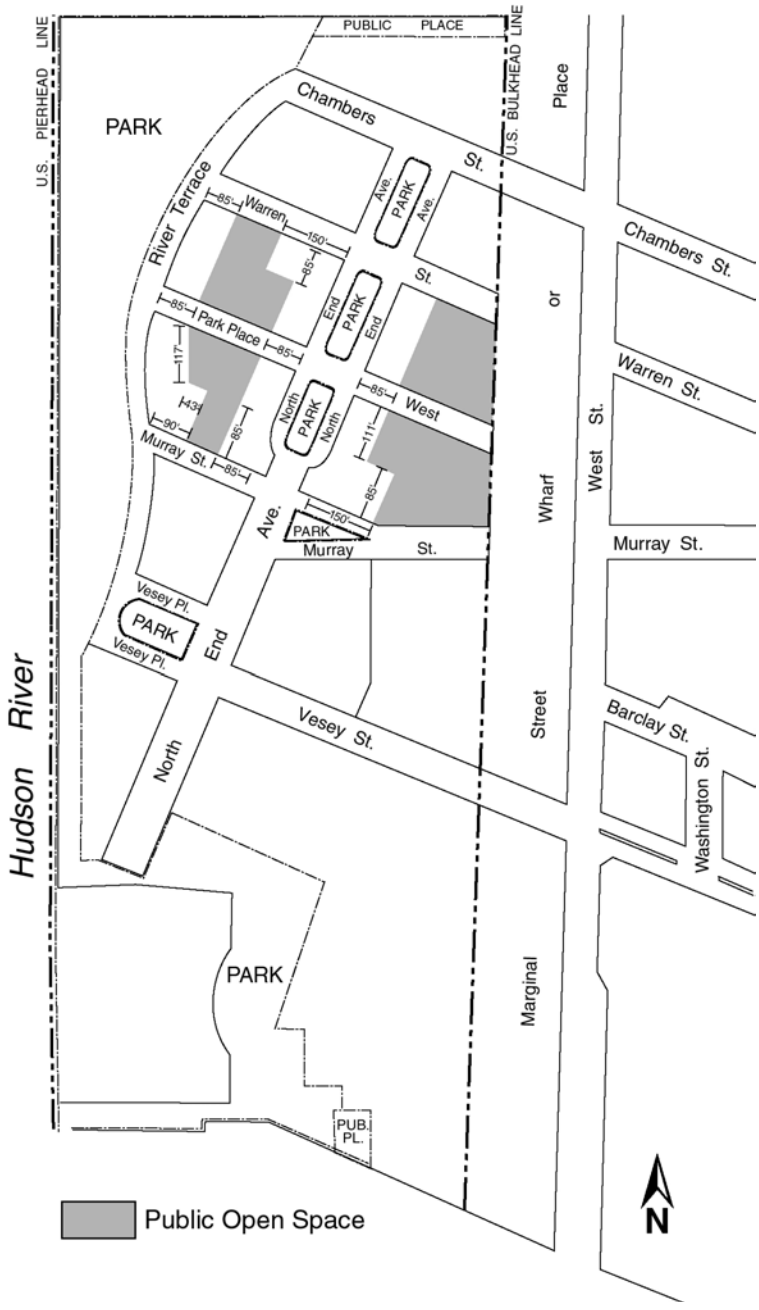 U.S. PIERHEAD LINE
PUBLIC PLACE
U.S. BULKHEAD LINE
Place
PARK
Chambers
St.
Ave.
PARK
Ave.
River Terrace
85'
Warren
150'
85'
St.
Chambers St.
or
End
PARK
End
85'
Park Place
85'
117'
43'
90'
85'
85'
Murray St.
North
PARK
North
85'
West
111'
85'
150'
Warren St.
West St.
Wharf
Ave.
PARK
Murray
St.
Murray St.
Vesey Pl.
PARK
Vesey Pl.
End
Hudson River
North
Vesey St.
Street
Barclay St.
Washington St.
PARK
Marginal
PUB.
PL.
N
Public Open Space